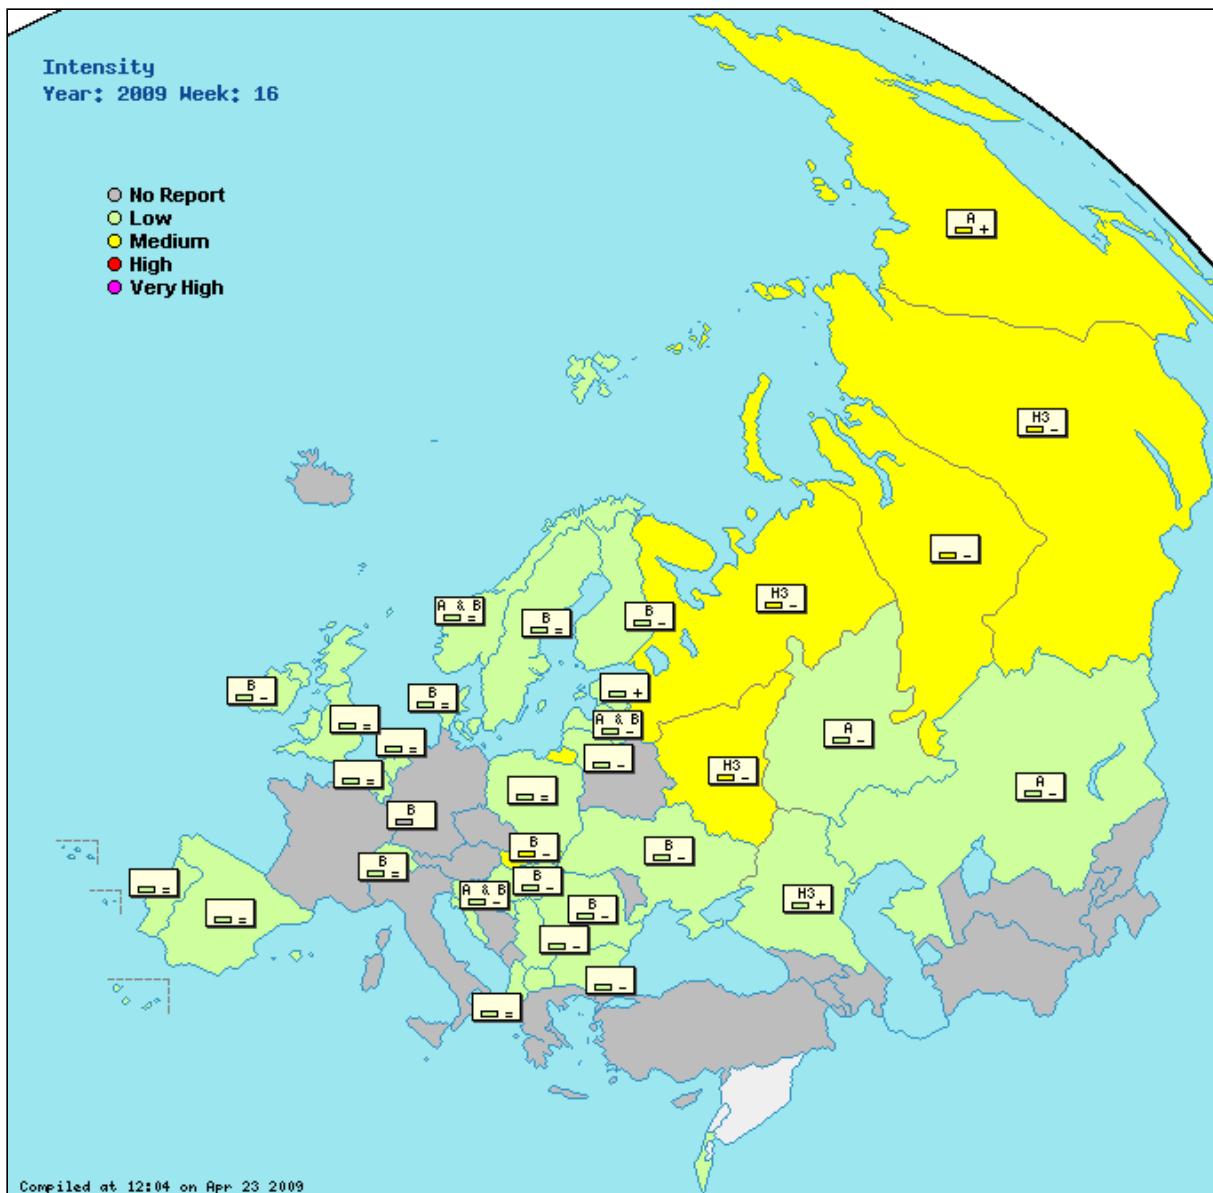 Intensity
Year: 2009 Week: 16
No Report
Low
Medium
High
Very High
A
+
H3
-
-
H3
-
A & B
=
B
=
B
-
B
-
B
=
+
=
A & B
-
=
-
=
A
-
H3
-
=
A
-
B
B
-
B
-
B
=
=
B
-
A & B
-
H3
+
=
B
-
-
-
=
Compiled at 12:04 on Apr 23 2009